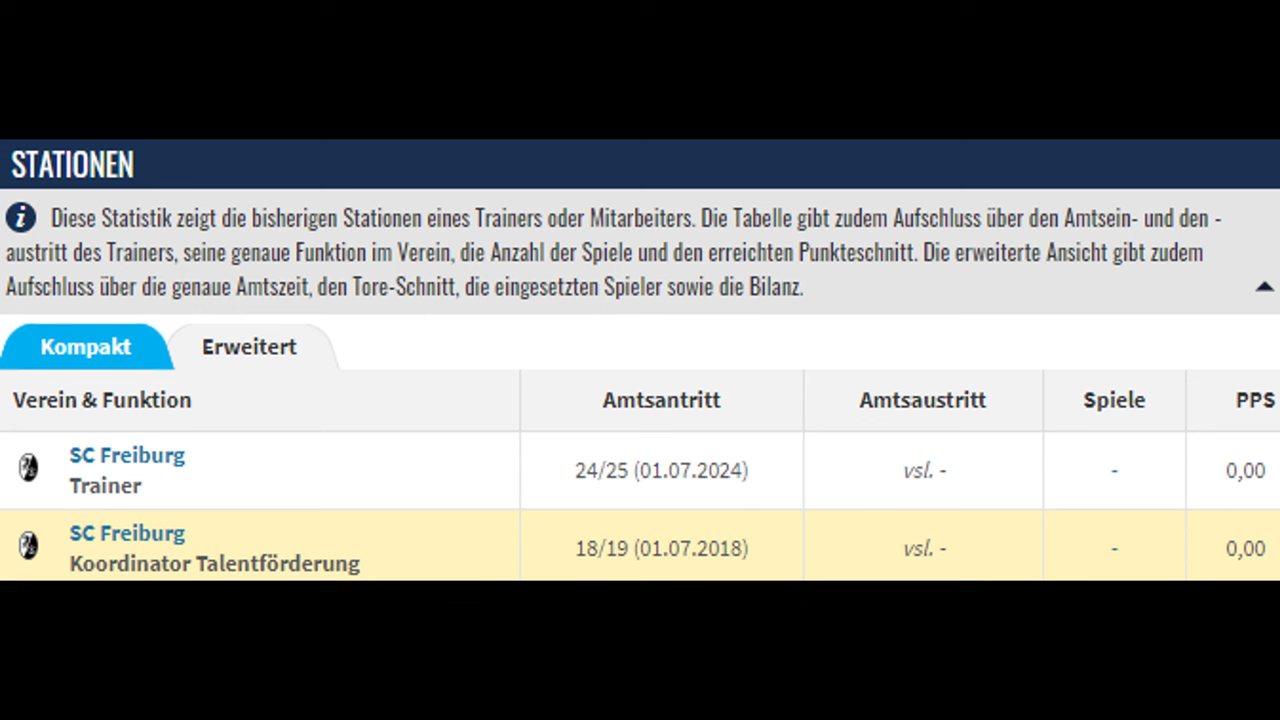 STATIONEN
i Diese Statistik zeigt die bisherigen Stationen eines Trainers oder Mitarbeiters. Die Tabelle gibt zudem Aufschluss über den Amtsein- und den -
austritt des Trainers, seine genaue Funktion im Verein, die Anzahl der Spiele und den erreichten Punkteschnitt. Die erweiterte Ansicht gibt zudem
Aufschluss über die genaue Amtszeit, den Tore-Schnitt, die eingesetzten Spieler sowie die Bilanz.
Kompakt Erweitert
Verein & Funktion Amtsantritt Amtsaustritt Spiele PPS
SC Freiburg
Trainer 24/25 (01.07.2024) vsl. - - 0,00
SC Freiburg
Koordinator Talentförderung 18/19 (01.07.2018) vsl. - - 0,00